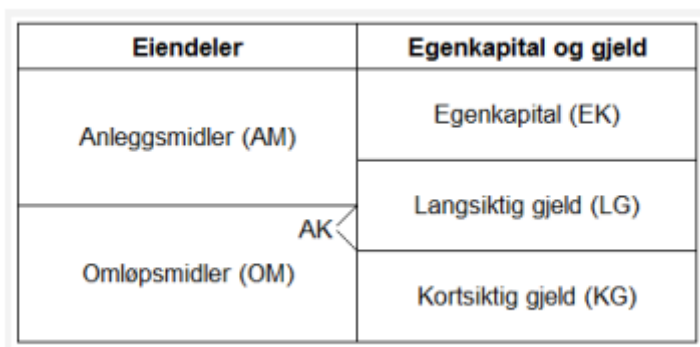 Eiendeler
Egenkapital og gjeld
Anleggsmidler (AM)
Egenkapital (EK)
Langsiktig gjeld (LG)
AK
Omløpsmidler (OM)
Kortsiktig gjeld (KG)